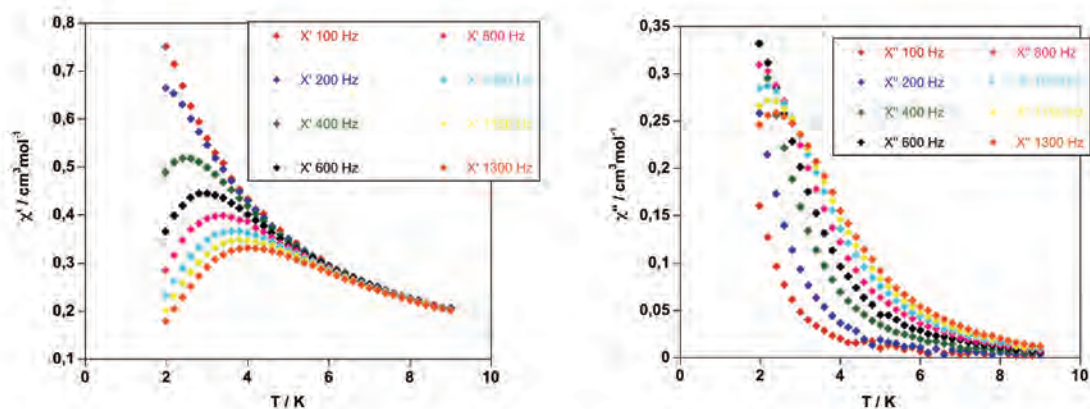 0,8
0,7
0,6
0,5
0,4
0,3
0,2
0,1
χ' / cm³mol⁻¹
0 2 4 6 8 10
T / K
X' 100 Hz X' 800 Hz
X' 200 Hz
X' 400 Hz
X' 600 Hz X' 1300 Hz
0,35
0,3
0,25
0,2
0,15
0,1
0,05
0
χ'' / cm³mol⁻¹
0 2 4 6 8 10
T / K
X'' 100 Hz X'' 800 Hz
X'' 200 Hz
X'' 400 Hz
X'' 600 Hz X'' 1300 Hz